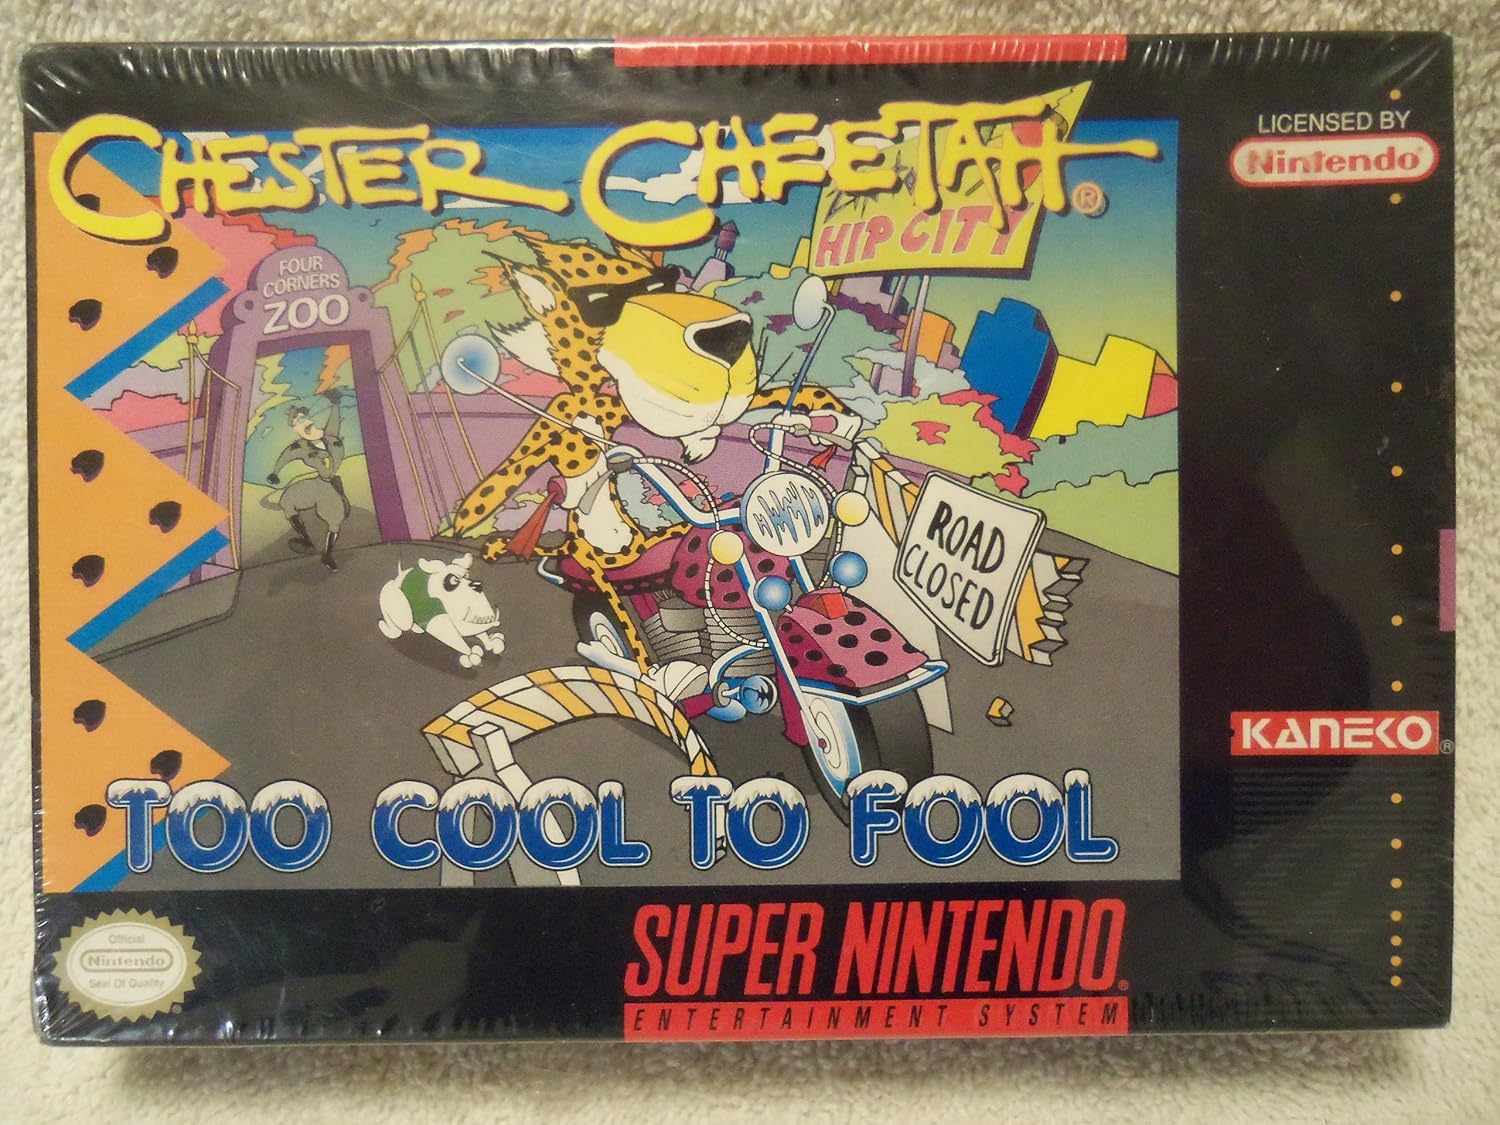 CHESTER CHEETAH®
LICENSED BY
Nintendo®
HIP CITY
FOUR
CORNERS
ZOO
ROAD
CLOSED
KANEKO®
TOO COOL TO FOOL
Official
Nintendo
Seal Of Quality
SUPER NINTENDO®
ENTERTAINMENT SYSTEM